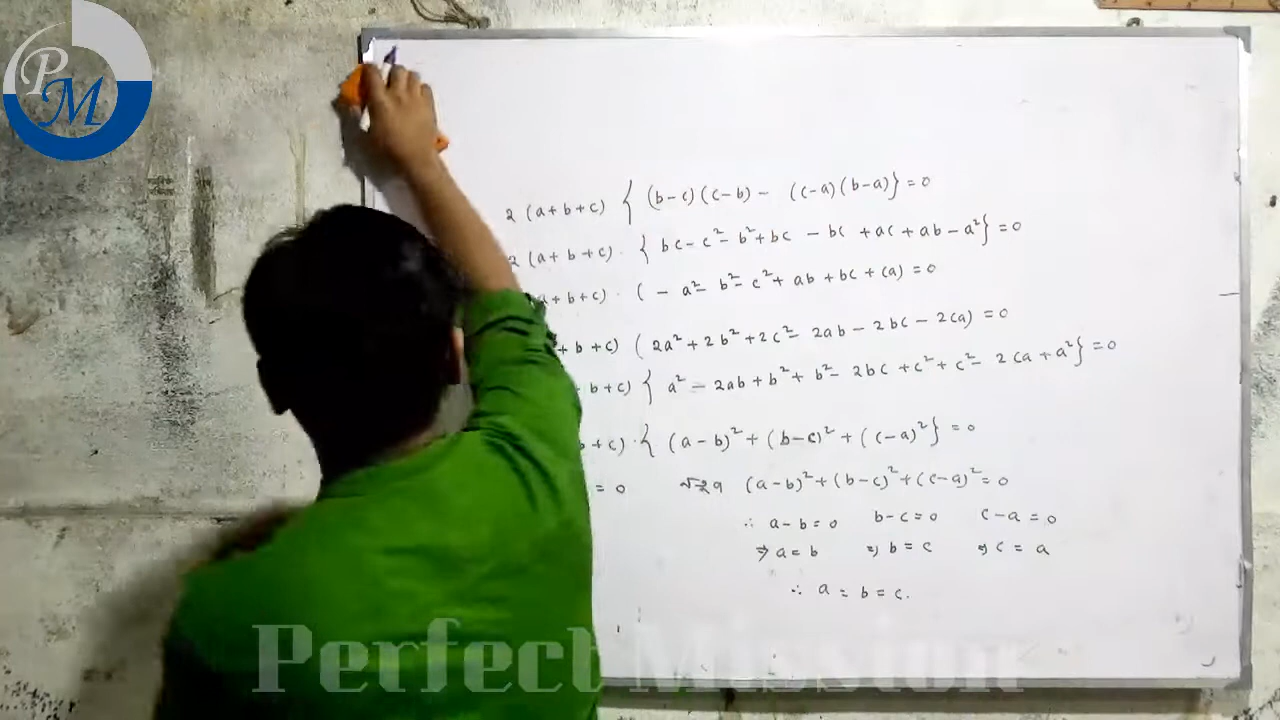 PM
2 (a+b+c) { (b-c)(c-b) - (c-a)(b-a)} = 0
2 (a+b+c) . { bc - c² - b² + bc - bc + ac + ab - a²} = 0
a+b+c) . ( - a² - b² - c² + ab + bc + ca) = 0
+b+c) ( 2a² + 2b² + 2c² - 2ab - 2bc - 2ca) = 0
b+c) { a² - 2ab + b² + b² - 2bc + c² + c² - 2ca + a²} = 0
b+c) . { (a-b)² + (b-c)² + (c-a)²} = 0
= 0 (a-b)² + (b-c)² + (c-a)² = 0
∴ a-b=0 b-c=0 c-a=0
⇒ a=b ⇒ b=c ⇒ c=a
∴ a = b = c.
Perfect Mission